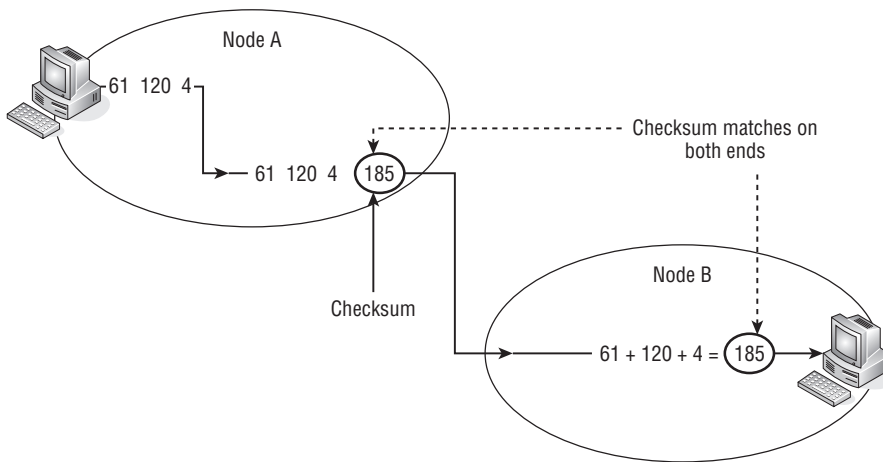 Node A
61 120 4
61 120 4 185
Checksum matches on
both ends
Checksum
Node B
61 + 120 + 4 = 185